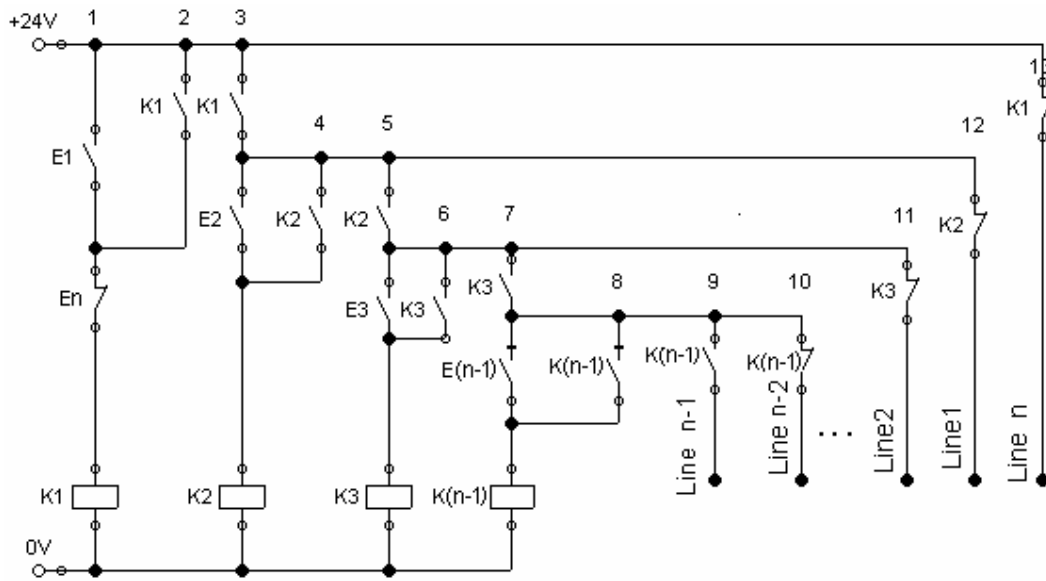 +24V 1 2 3
K1 K1 1
K1
4 5 12
E1
E2 K2 K2 6 7 11 K2
En E3 K3 K3 8 9 10 K3
E(n-1) K(n-1) K(n-1) K(n-1)
Line n-1 Line n-2 ... Line2 Line1 Line n
K1 K2 K3 K(n-1)
0V